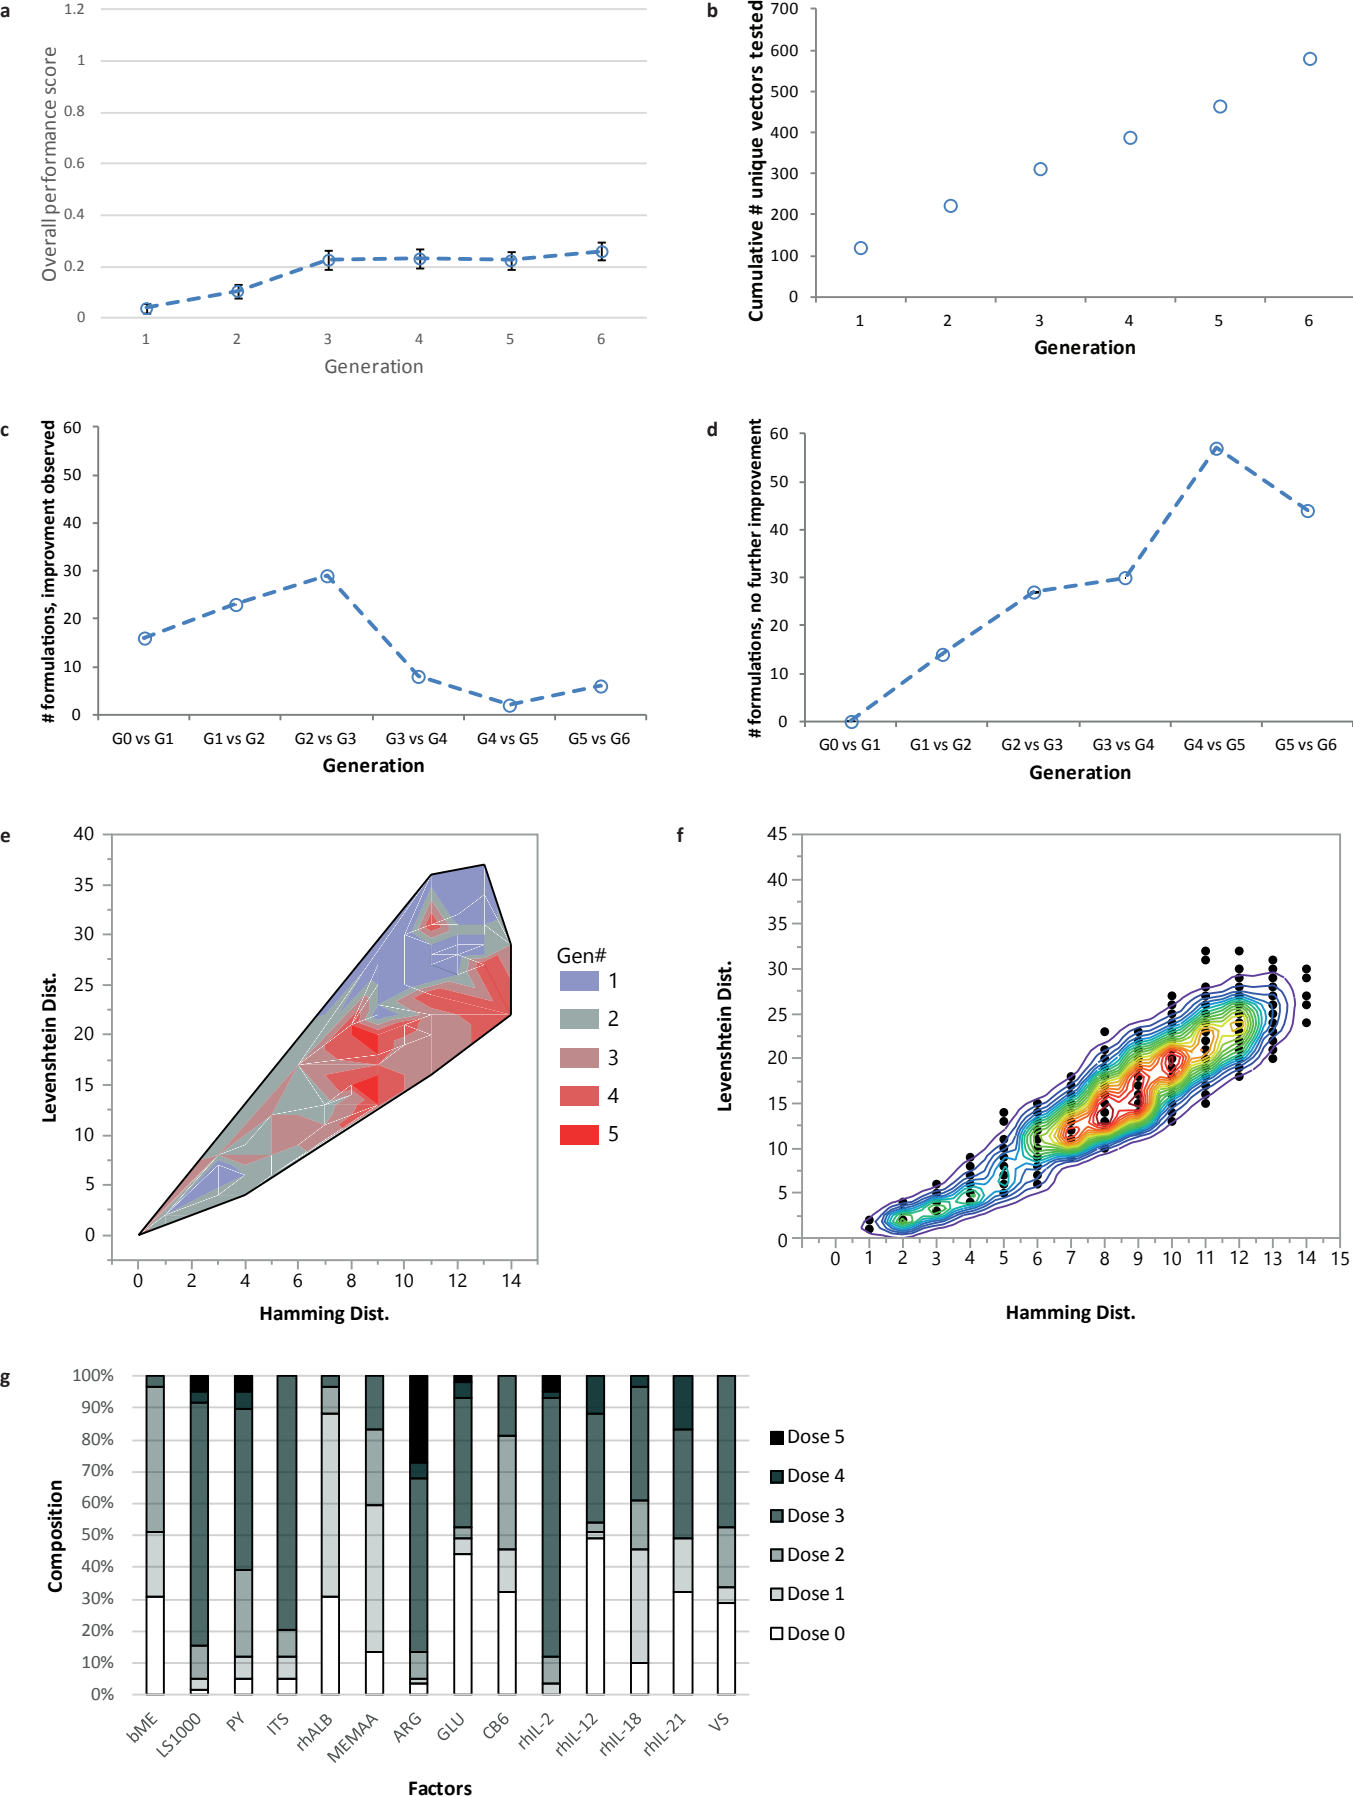 a
1.2
1
0.8
0.6
0.4
0.2
0
Overall performance score
1 2 3 4 5 6
Generation
b
700
600
500
400
300
200
100
0
Cumulative # unique vectors tested
1 2 3 4 5 6
Generation
c
60
50
40
30
20
10
0
# formulations, improvment observed
G0 vs G1 G1 vs G2 G2 vs G3 G3 vs G4 G4 vs G5 G5 vs G6
Generation
d
60
50
40
30
20
10
0
# formulations, no further improvement
G0 vs G1 G1 vs G2 G2 vs G3 G3 vs G4 G4 vs G5 G5 vs G6
Generation
e
40
35
30
25
20
15
10
5
0
Levenshtein Dist.
0 2 4 6 8 10 12 14
Hamming Dist.
Gen#
1
2
3
4
5
f
45
40
35
30
25
20
15
10
5
0
Levenshtein Dist.
0 1 2 3 4 5 6 7 8 9 10 11 12 13 14 15
Hamming Dist.
g
100%
90%
80%
70%
60%
50%
40%
30%
20%
10%
0%
Composition
bME LS1000 PY ITS rhALB MEMAA ARG GLU CB6 rhIL-2 rhIL-12 rhIL-18 rhIL-21 VS
Factors
Dose 5
Dose 4
Dose 3
Dose 2
Dose 1
Dose 0